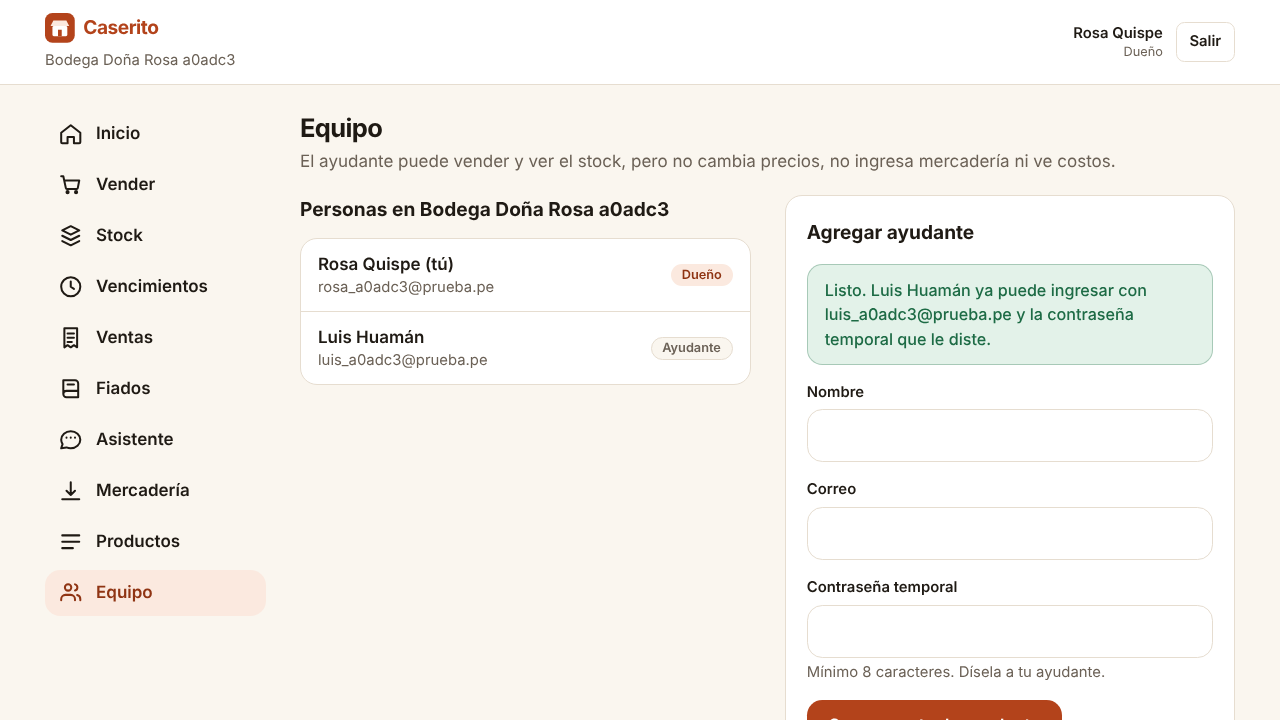 Caserito
Bodega Doña Rosa a0adc3
Rosa Quispe
Dueño
Salir
Inicio
Vender
Stock
Vencimientos
Ventas
Fiados
Asistente
Mercadería
Productos
Equipo
Equipo
El ayudante puede vender y ver el stock, pero no cambia precios, no ingresa mercadería ni ve costos.
Personas en Bodega Doña Rosa a0adc3
Rosa Quispe (tú)
rosa_a0adc3@prueba.pe
Dueño
Luis Huamán
luis_a0adc3@prueba.pe
Ayudante
Agregar ayudante
Listo. Luis Huamán ya puede ingresar con
luis_a0adc3@prueba.pe y la contraseña
temporal que le diste.
Nombre
Correo
Contraseña temporal
Mínimo 8 caracteres. Dísela a tu ayudante.